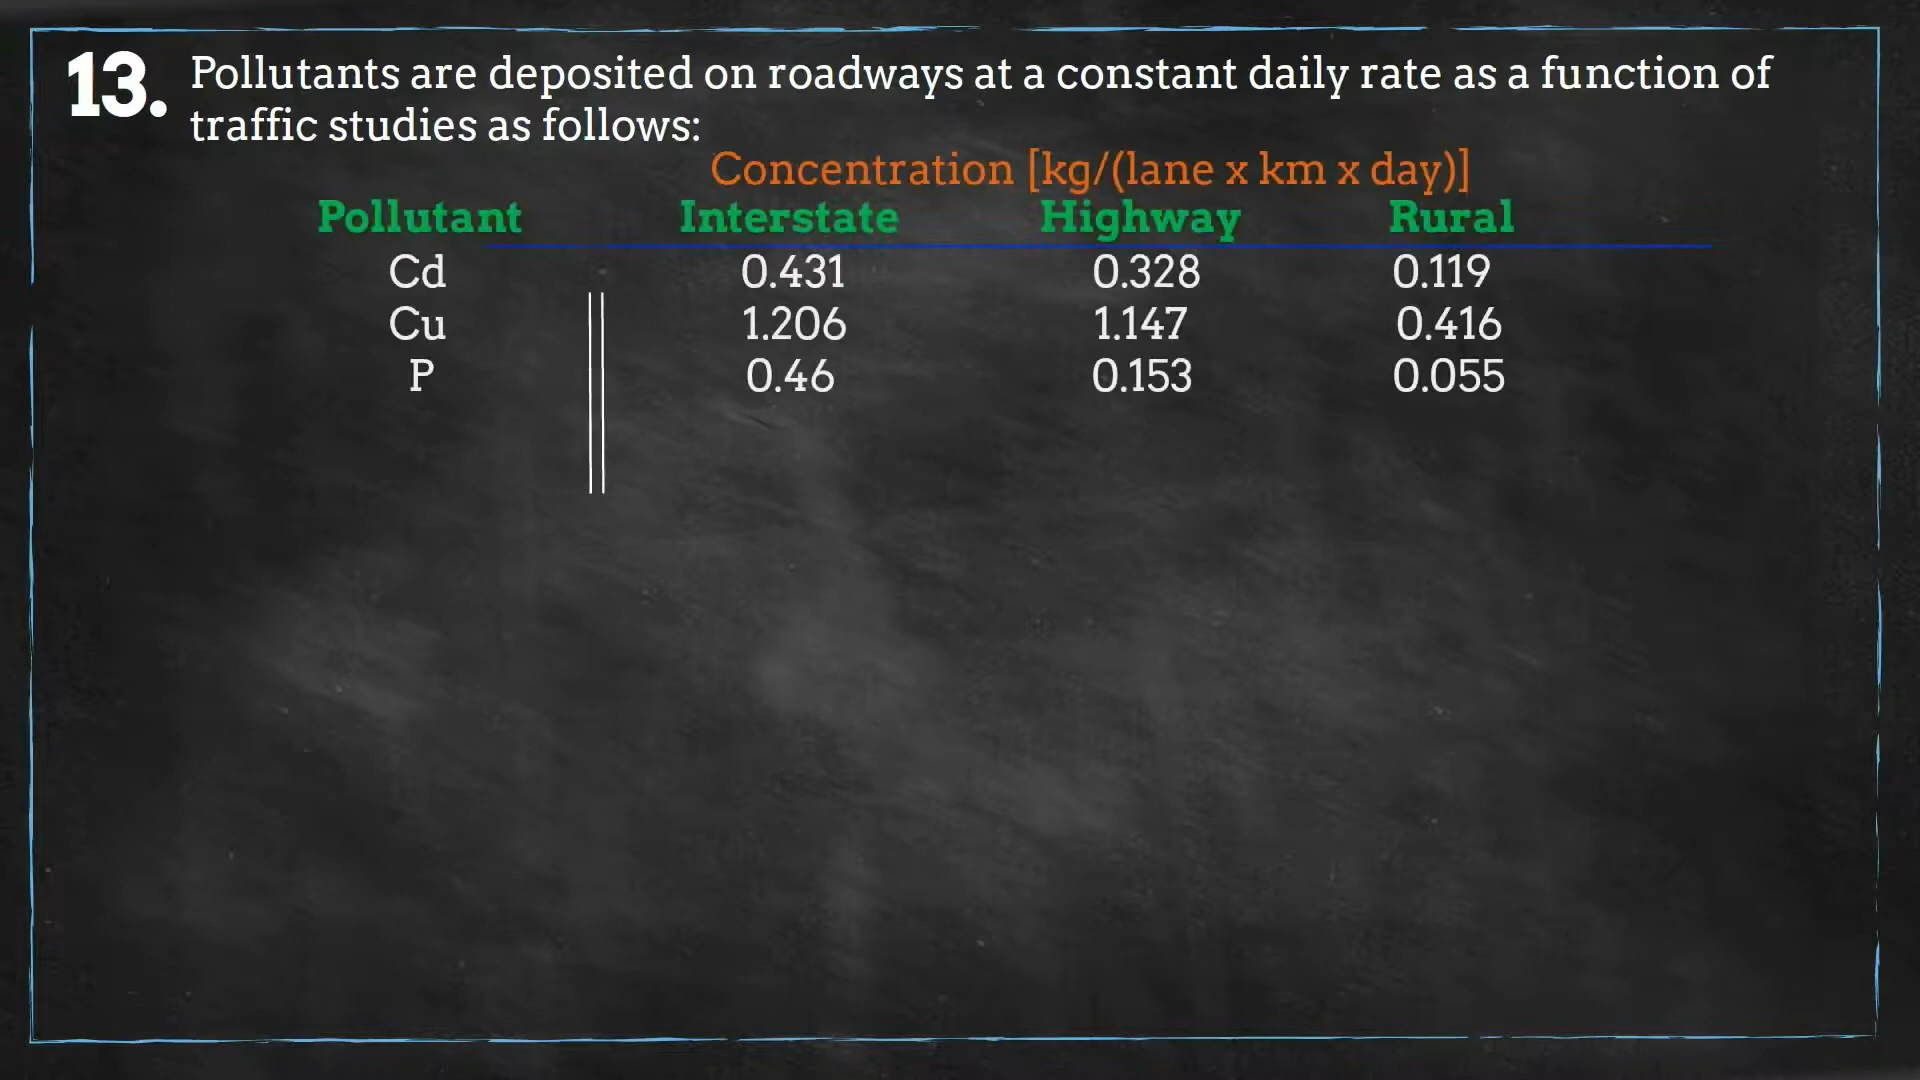 13. Pollutants are deposited on roadways at a constant daily rate as a function of
traffic studies as follows:
Concentration [kg/(lane x km x day)]
Pollutant Interstate Highway Rural
Cd 0.431 0.328 0.119
Cu 1.206 1.147 0.416
P 0.46 0.153 0.055